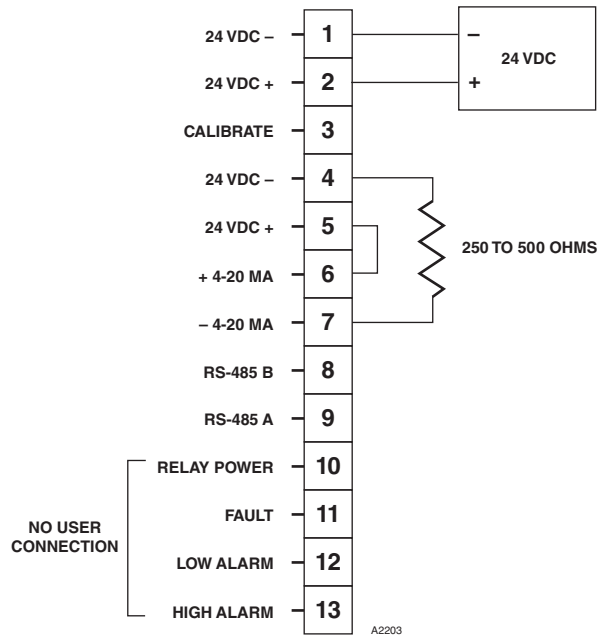 24 VDC – 1
24 VDC + 2
CALIBRATE 3
24 VDC – 4
24 VDC + 5
+ 4-20 MA 6
– 4-20 MA 7
RS-485 B 8
RS-485 A 9
RELAY POWER 10
FAULT 11
LOW ALARM 12
HIGH ALARM 13
–
24 VDC
+
250 TO 500 OHMS
NO USER
CONNECTION
A2203